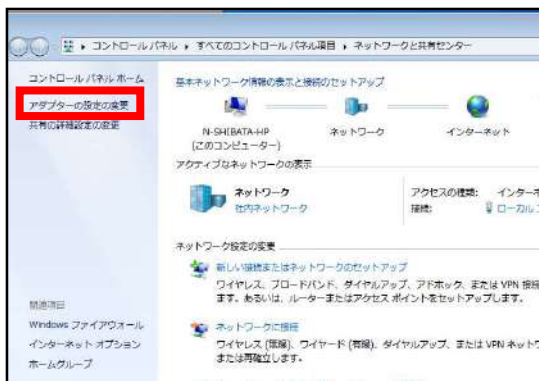 コントロール パネル ▸ すべてのコントロール パネル項目 ▸ ネットワークと共有センター
コントロール パネル ホーム
アダプターの設定の変更
共有の詳細設定の変更
基本ネットワーク情報の表示と接続のセットアップ
N-SHIBATA-HP
(このコンピューター)
ネットワーク
インターネット
アクティブなネットワークの表示
ネットワーク
社内ネットワーク
アクセスの種類: インターネ
接続: ローカル
ネットワーク設定の変更
新しい接続またはネットワークのセットアップ
ワイヤレス、ブロードバンド、ダイヤルアップ、アドホック、または VPN 接続
ます。あるいは、ルーターまたはアクセス ポイントをセットアップします。
ネットワークに接続
ワイヤレス (無線)、ワイヤード (有線)、ダイヤルアップ、または VPN ネットワ
または再確立します。
関連項目
Windows ファイアウォール
インターネット オプション
ホームグループ